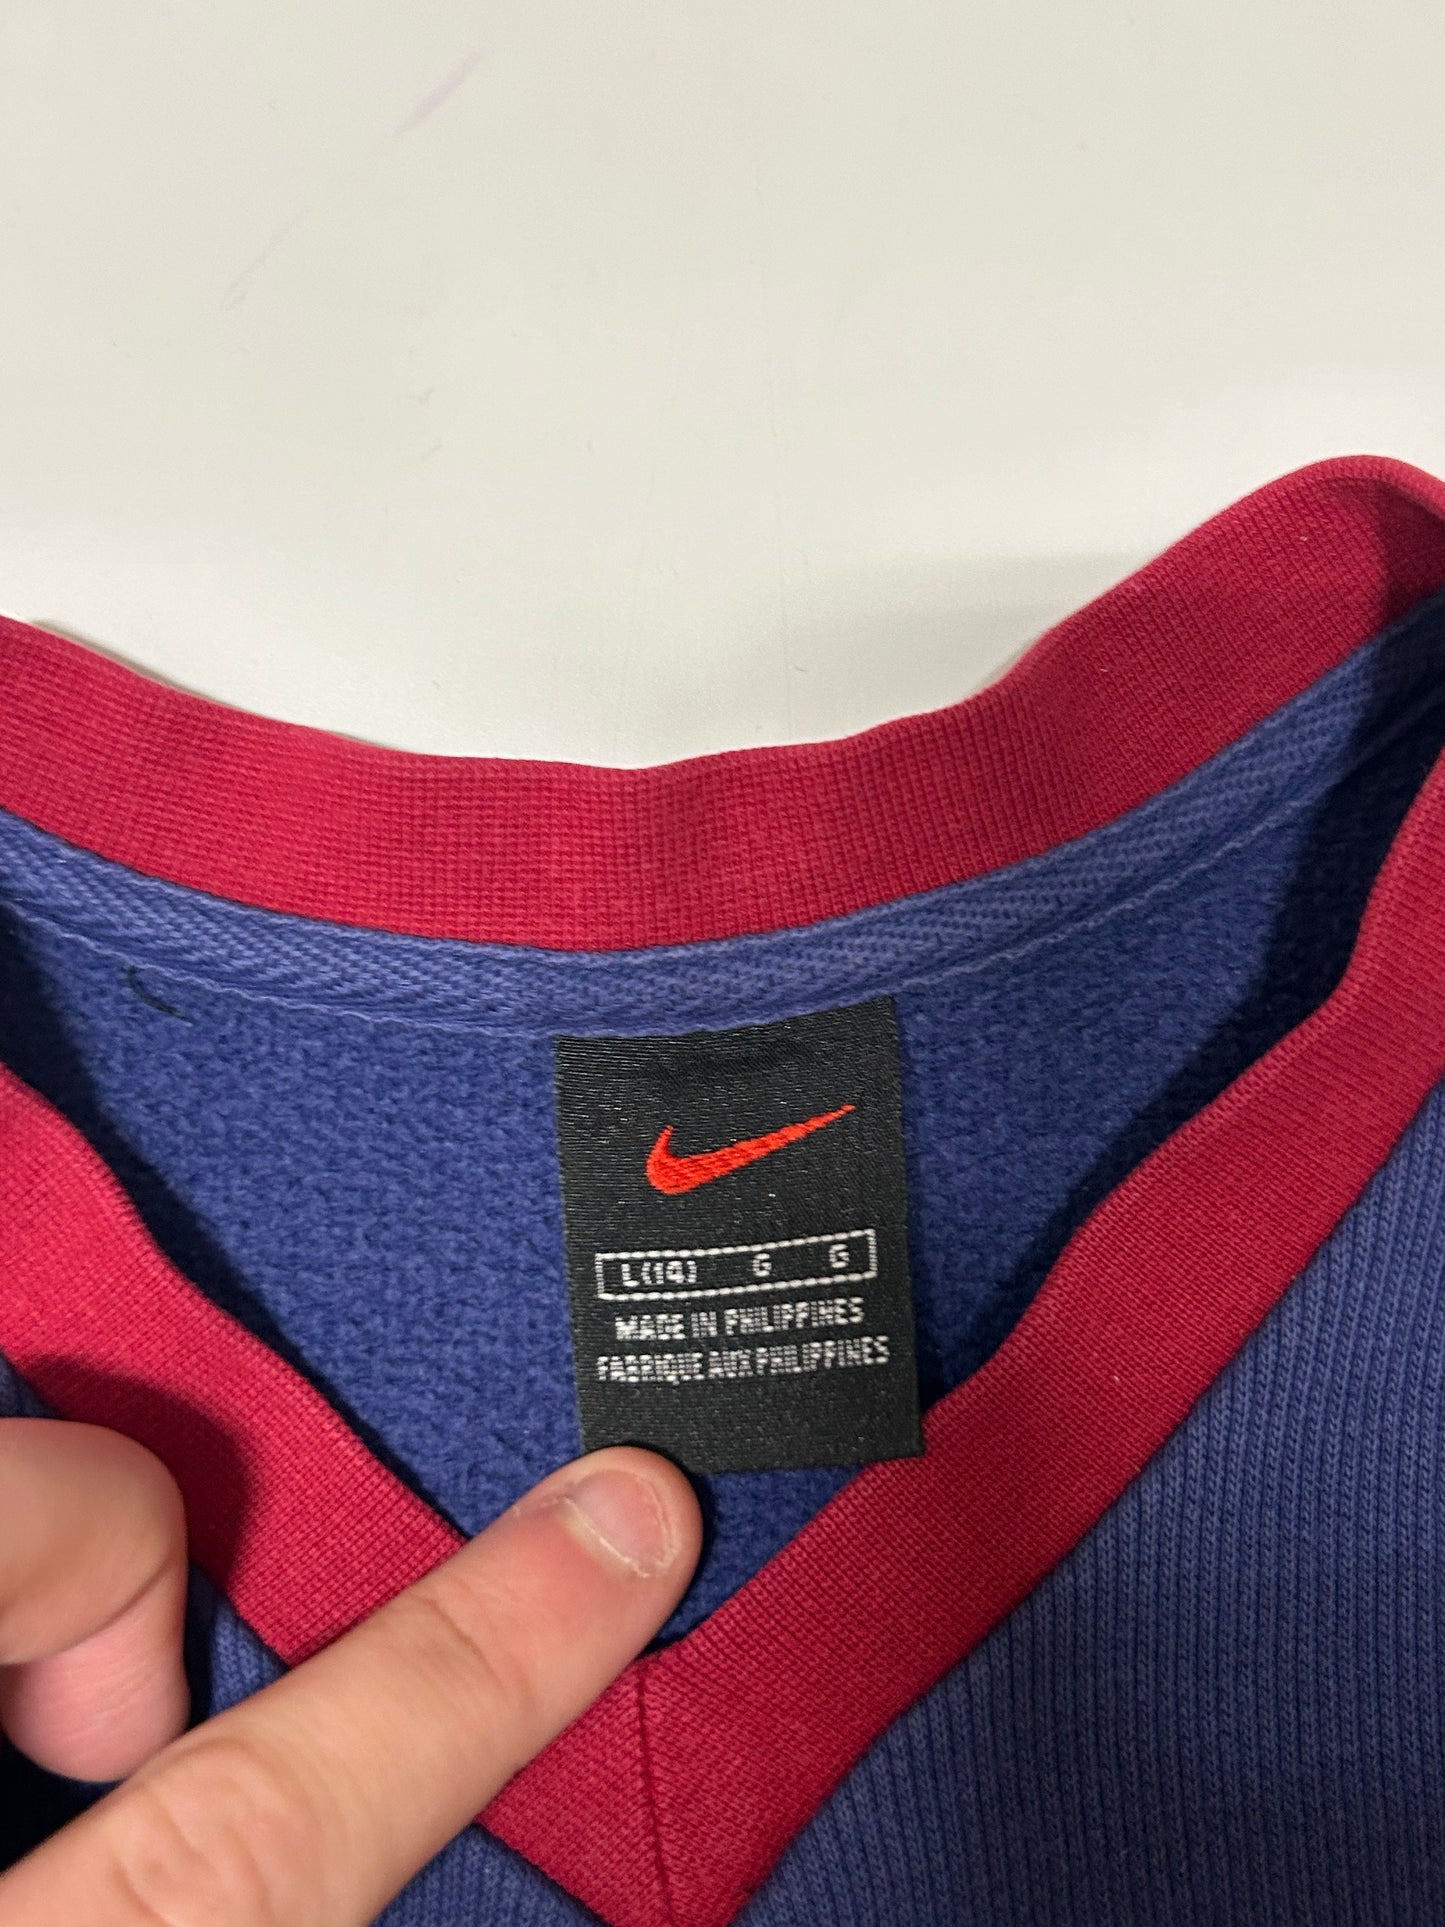 L(14) G G
MADE IN PHILIPPINES
FABRIQUE AUX PHILIPPINES